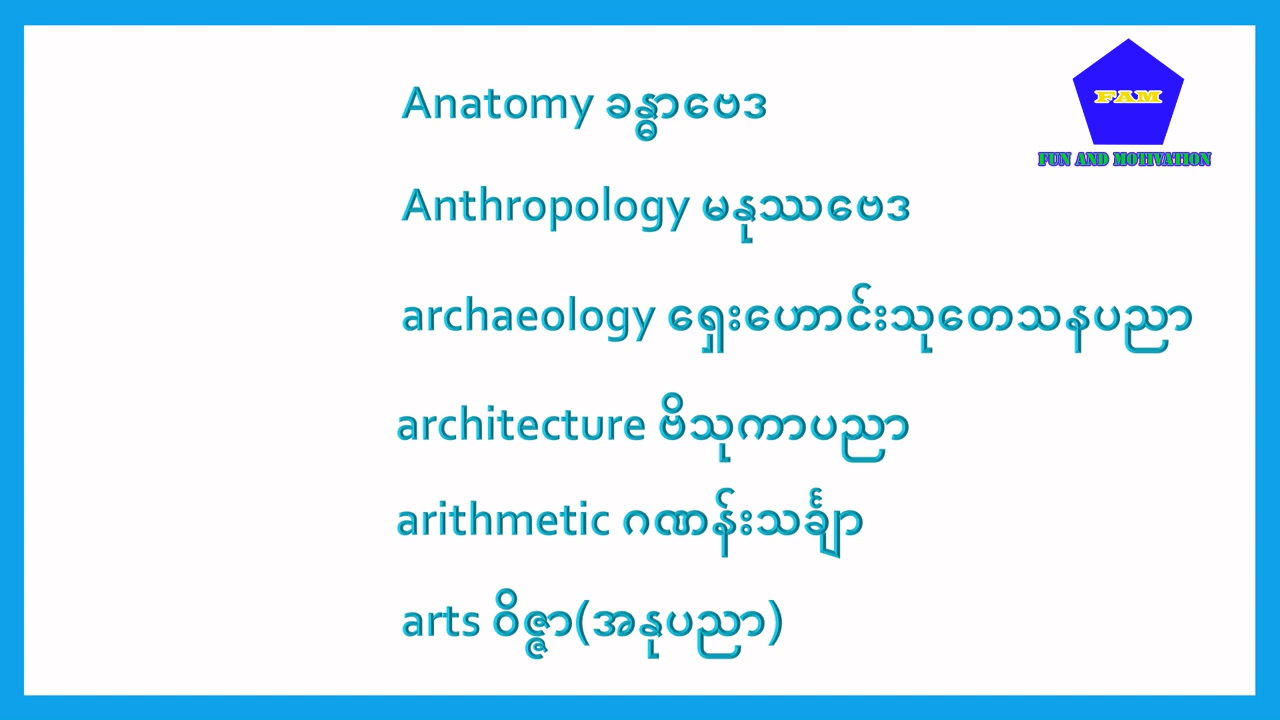 Anatomy ခန္ဓာဗေဒ
FAM
FUN AND MOTIVATION
Anthropology မနုဿဗေဒ
archaeology ရှေးဟောင်းသုတေသနပညာ
architecture ဗိသုကာပညာ
arithmetic ဂဏန်းသင်္ချာ
arts ဝိဇ္ဇာ(အနုပညာ)